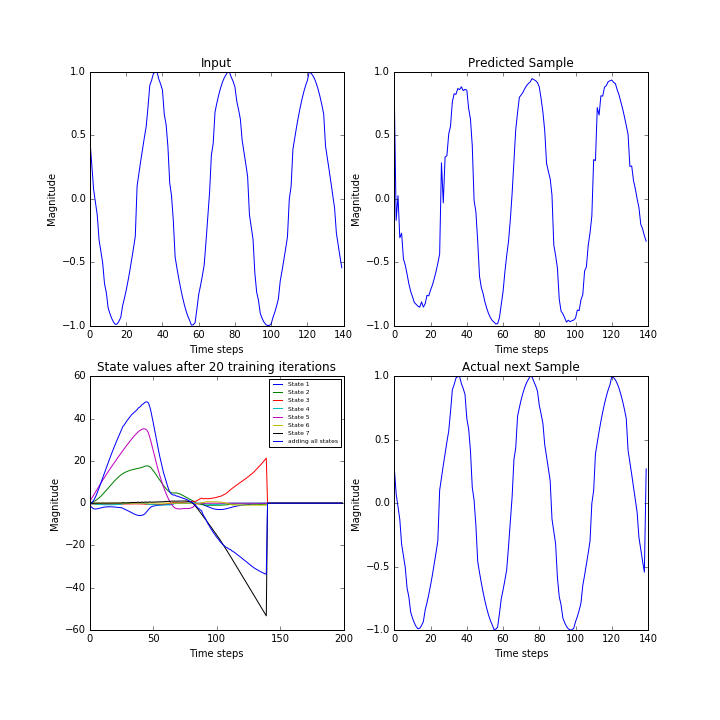 Input
1.0
0.5
0.0
−0.5
−1.0
Magnitude
0 20 40 60 80 100 120 140
Time steps
Predicted Sample
1.0
0.5
0.0
−0.5
−1.0
Magnitude
0 20 40 60 80 100 120 140
Time steps
State values after 20 training iterations
60
40
20
0
−20
−40
−60
Magnitude
0 50 100 150 200
Time steps
State 1
State 2
State 3
State 4
State 5
State 6
State 7
adding all states
Actual next Sample
1.0
0.5
0.0
−0.5
−1.0
Magnitude
0 20 40 60 80 100 120 140
Time steps